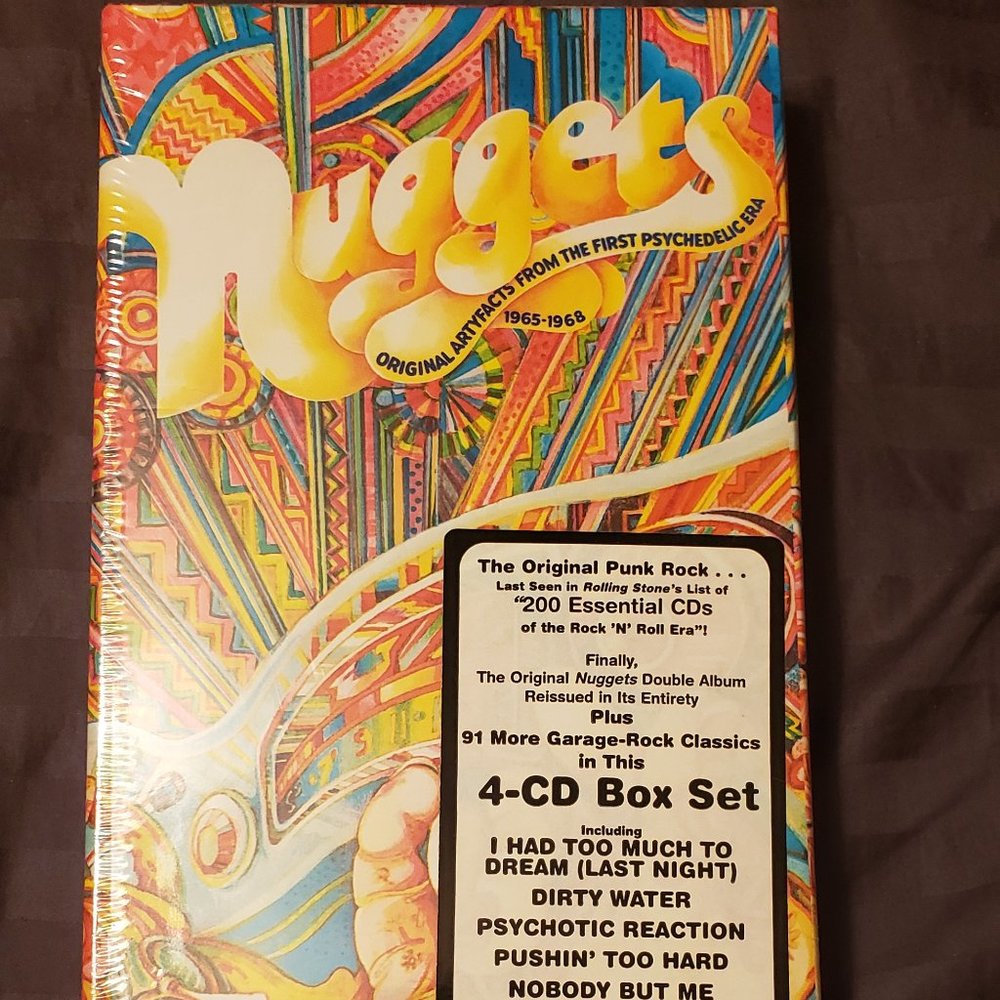 Nuggets
ORIGINAL ARTYFACTS FROM THE FIRST PSYCHEDELIC ERA
1965-1968
The Original Punk Rock . . .
Last Seen in Rolling Stone's List of
"200 Essential CDs
of the Rock 'N' Roll Era"!
Finally,
The Original Nuggets Double Album
Reissued in Its Entirety
Plus
91 More Garage-Rock Classics
in This
4-CD Box Set
Including
I HAD TOO MUCH TO
DREAM (LAST NIGHT)
DIRTY WATER
PSYCHOTIC REACTION
PUSHIN' TOO HARD
NOBODY BUT ME